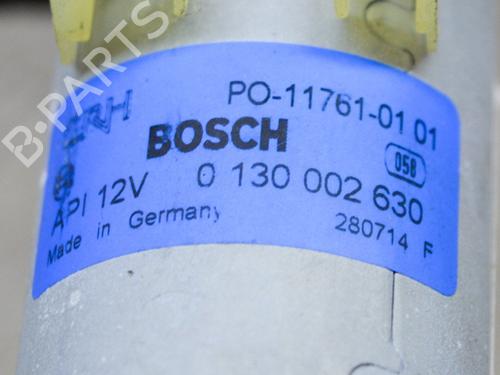 B-PARTS
PO-11761-01 01
BOSCH
058
API 12V 0 130 002 630
Made in Germany 280714 F